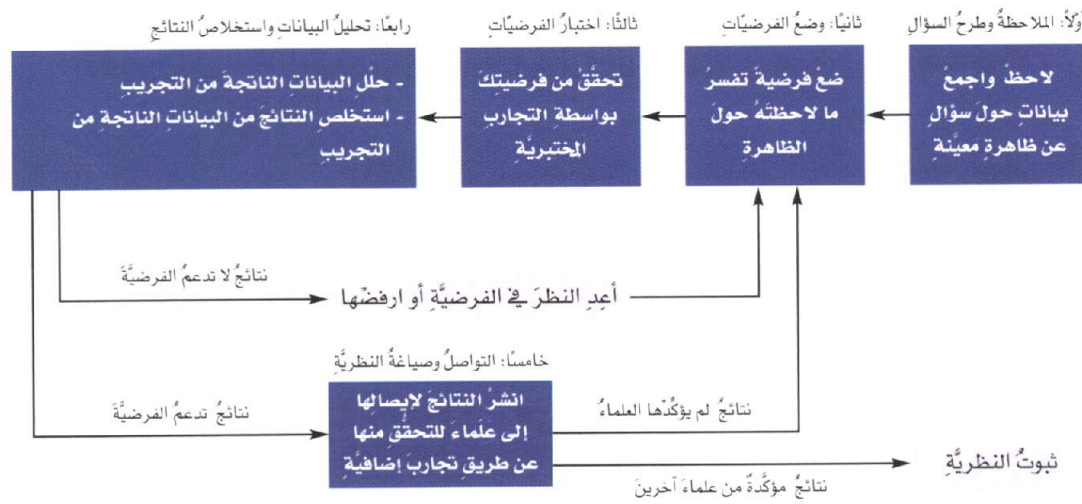 أولاً: الملاحظةُ وطرحُ السؤالِ
لاحظْ واجمعْ
بياناتٍ حولَ سؤالٍ
عن ظاهرةٍ معيَّنةٍ
ثانيًا: وضعُ الفرضيّاتِ
ضعْ فرضيةً تفسرُ
ما لاحظتَهُ حولَ
الظاهرةِ
ثالثًا: اختبارُ الفرضيّاتِ
تحقَّقْ من فرضيتِكَ
بواسطةِ التجاربِ
المختبريَّةِ
رابعًا: تحليلُ البياناتِ واستخلاصُ النتائجِ
- حلّلِ البياناتِ الناتجةَ من التجريبِ
- استخلصِ النتائجَ من البياناتِ الناتجةِ من
التجريبِ
نتائجُ لا تدعمُ الفرضيَّةَ
أعِدِ النظرَ في الفرضيَّةِ أو ارفضْها
خامسًا: التواصلُ وصياغةُ النظريَّةِ
نتائجُ تدعمُ الفرضيَّةَ
انشرُ النتائجَ لإيصالِها
إلى علماءَ للتحقُّقِ منها
عن طريقِ تجاربَ إضافيَّةٍ
نتائجُ لم يؤكدْها العلماءُ
نتائجُ مؤكَّدةٌ من علماءَ آخرينَ
ثبوتُ النظريَّةِ